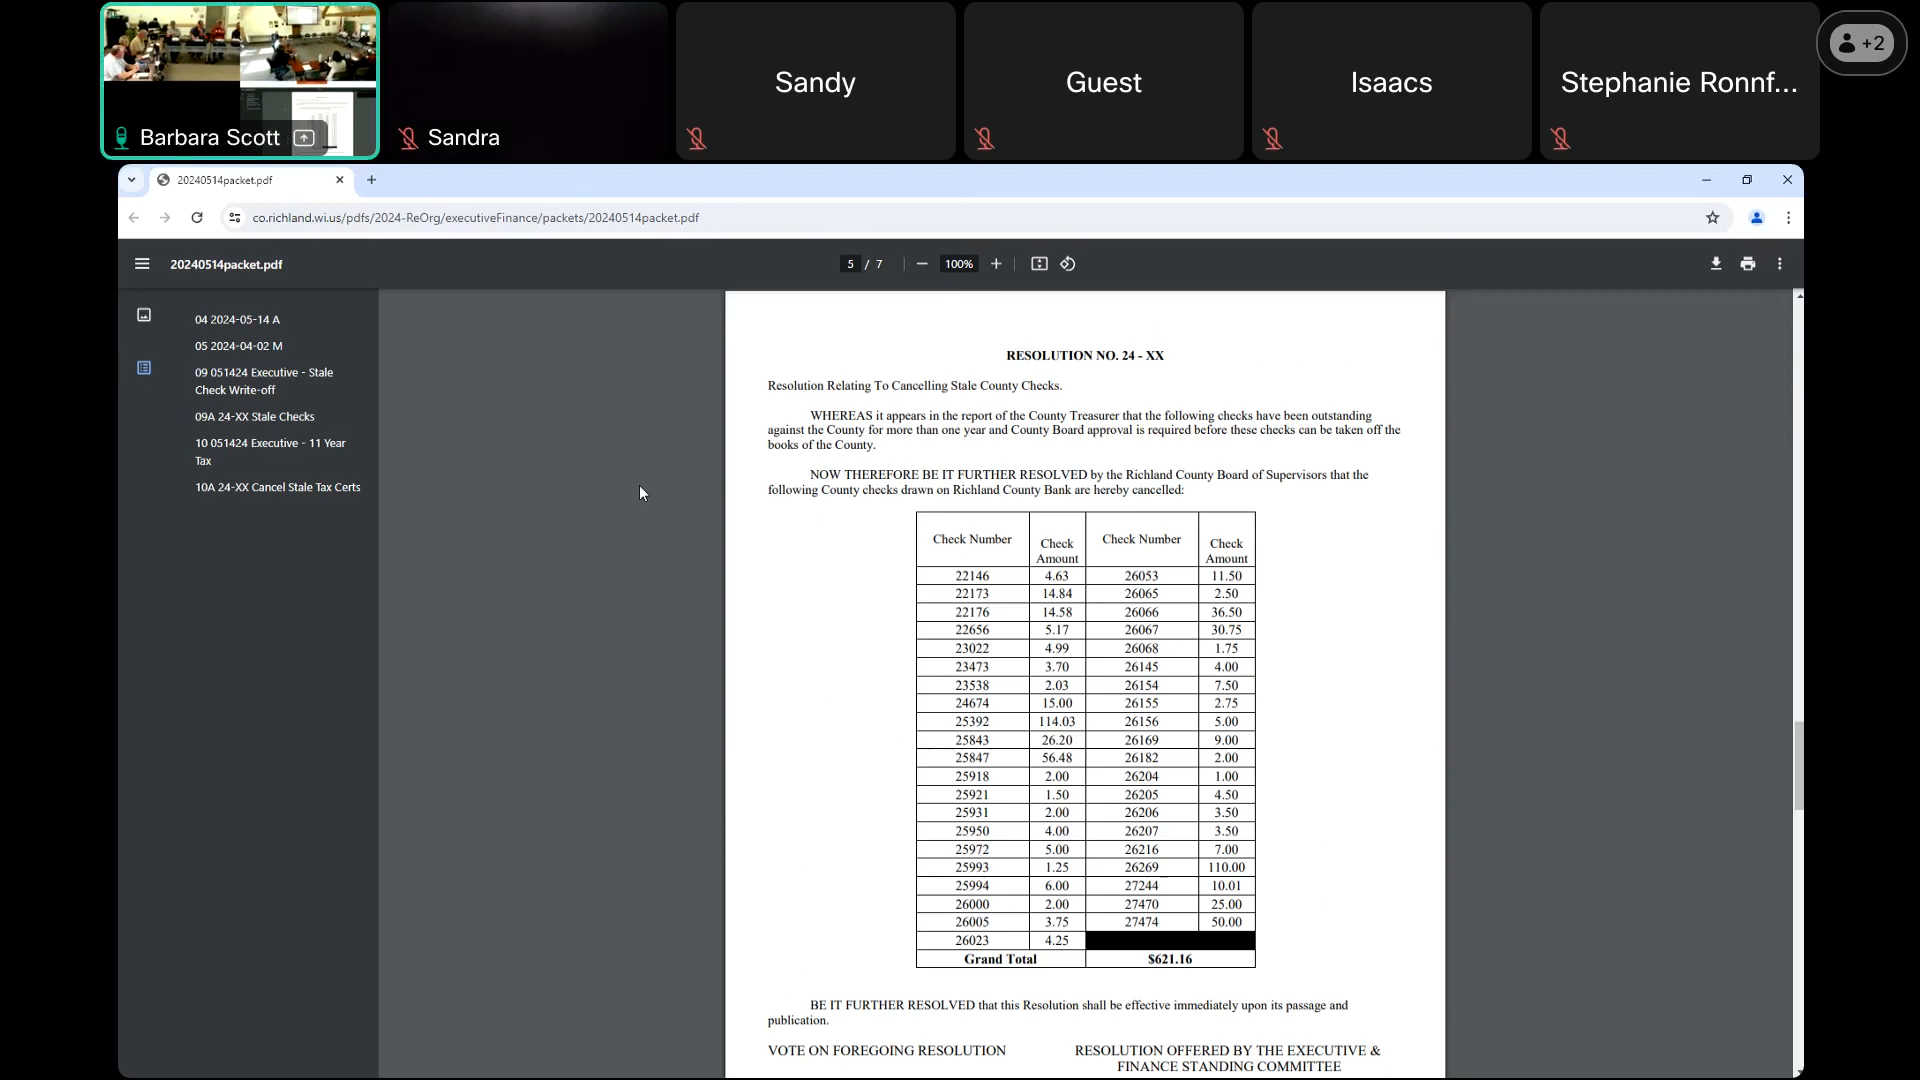 Barbara Scott
Sandra
Sandy
Guest
Isaacs
Stephanie Ronnf...
+2
20240514packet.pdf
co.richland.wi.us/pdfs/2024-ReOrg/executiveFinance/packets/20240514packet.pdf
20240514packet.pdf
5 / 7
100%
04 2024-05-14 A
05 2024-04-02 M
09 051424 Executive - Stale
Check Write-off
09A 24-XX Stale Checks
10 051424 Executive - 11 Year
Tax
10A 24-XX Cancel Stale Tax Certs
RESOLUTION NO. 24 - XX
Resolution Relating To Cancelling Stale County Checks.
WHEREAS it appears in the report of the County Treasurer that the following checks have been outstanding
against the County for more than one year and County Board approval is required before these checks can be taken off the
books of the County.
NOW THEREFORE BE IT FURTHER RESOLVED by the Richland County Board of Supervisors that the
following County checks drawn on Richland County Bank are hereby cancelled:
Check Number Check Amount Check Number Check Amount
22146 4.63 26053 11.50
22173 14.84 26065 2.50
22176 14.58 26066 36.50
22656 5.17 26067 30.75
23022 4.99 26068 1.75
23473 3.70 26145 4.00
23538 2.03 26154 7.50
24674 15.00 26155 2.75
25392 114.03 26156 5.00
25843 26.20 26169 9.00
25847 56.48 26182 2.00
25918 2.00 26204 1.00
25921 1.50 26205 4.50
25931 2.00 26206 3.50
25950 4.00 26207 3.50
25972 5.00 26216 7.00
25993 1.25 26269 110.00
25994 6.00 27244 10.01
26000 2.00 27470 25.00
26005 3.75 27474 50.00
26023 4.25
Grand Total $621.16
BE IT FURTHER RESOLVED that this Resolution shall be effective immediately upon its passage and
publication.
VOTE ON FOREGOING RESOLUTION RESOLUTION OFFERED BY THE EXECUTIVE &
FINANCE STANDING COMMITTEE